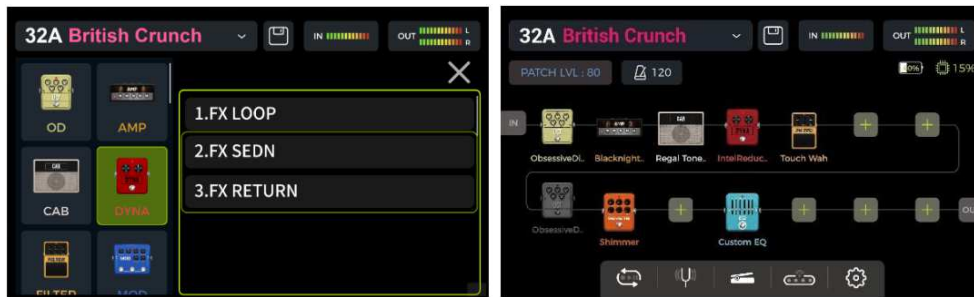 32A British Crunch
IN
OUT
L
R
OD
AMP
CAB
DYNA
FILTER
MOD
1.FX LOOP
2.FX SEDN
3.FX RETURN
32A British Crunch
IN
OUT
L
R
PATCH LVL : 80
120
0%
15%
IN
ObsessiveDi..
Blacknight..
Regal Tone..
IntelReduc..
Touch Wah
ObsessiveD..
Shimmer
Custom EQ
OU